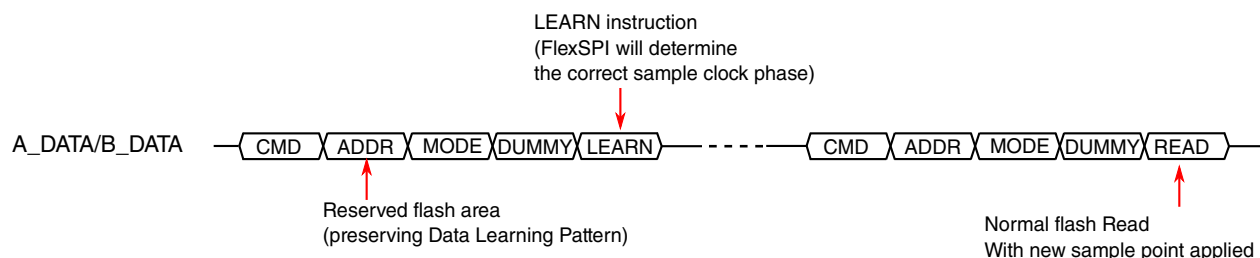 LEARN instruction
(FlexSPI will determine
the correct sample clock phase)
A_DATA/B_DATA CMD ADDR MODE DUMMY LEARN CMD ADDR MODE DUMMY READ
Reserved flash area
(preserving Data Learning Pattern)
Normal flash Read
With new sample point applied